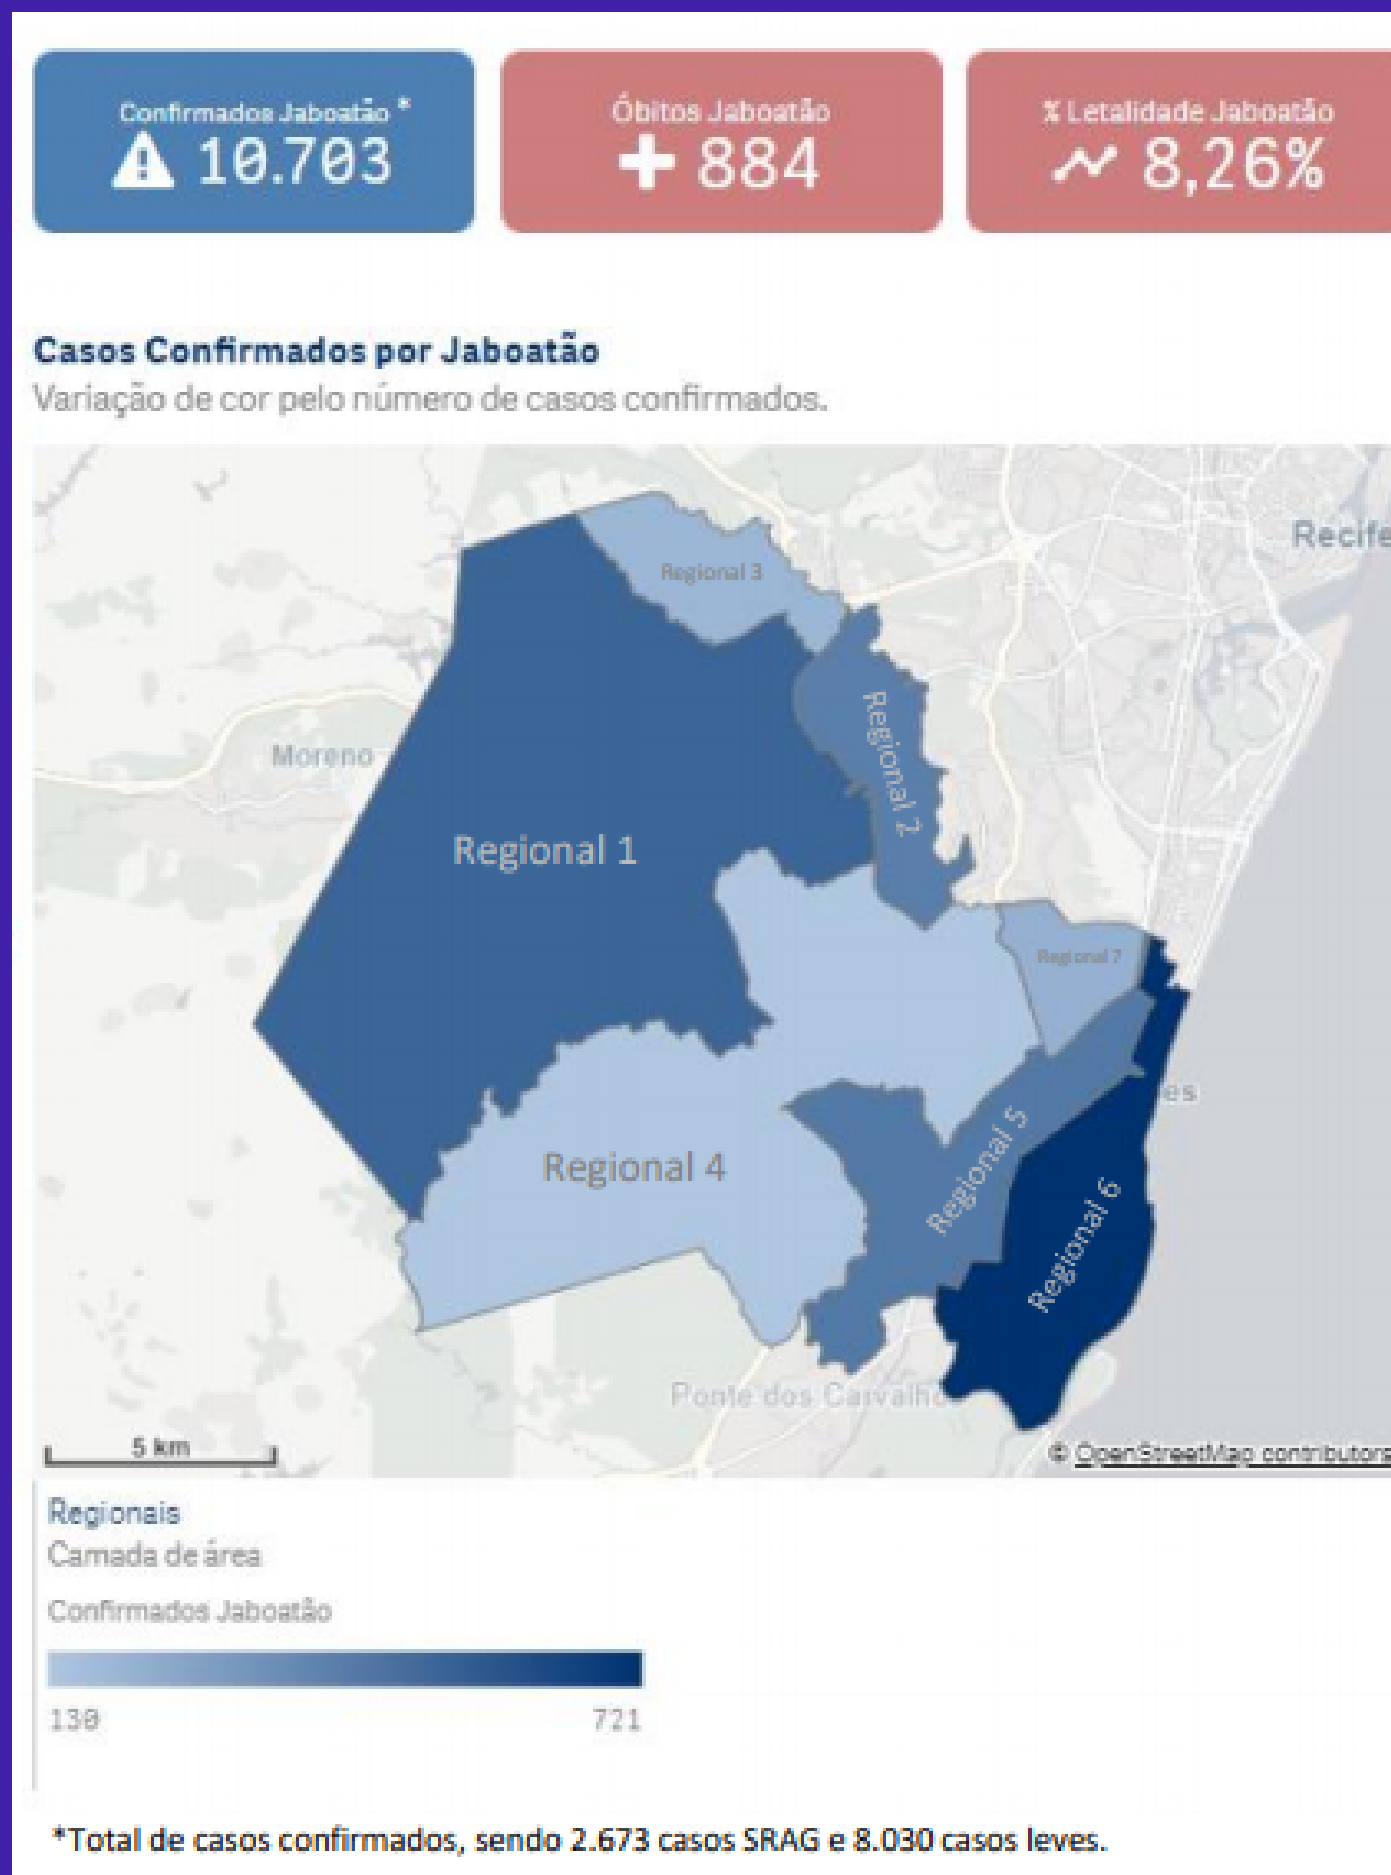 Confirmados Jaboatão *
10.703
Óbitos Jaboatão
884
% Letalidade Jaboatão
8,26%
Casos Confirmados por Jaboatão
Variação de cor pelo número de casos confirmados.
Recife
Regional 3
Regional 2
Moreno
Regional 1
Regional 7
es
Regional 5
Regional 4
Regional 6
Ponte dos Carvalho
5 km
© OpenStreetMap contributors
Regionais
Camada de área
Confirmados Jaboatão
130
721
*Total de casos confirmados, sendo 2.673 casos SRAG e 8.030 casos leves.